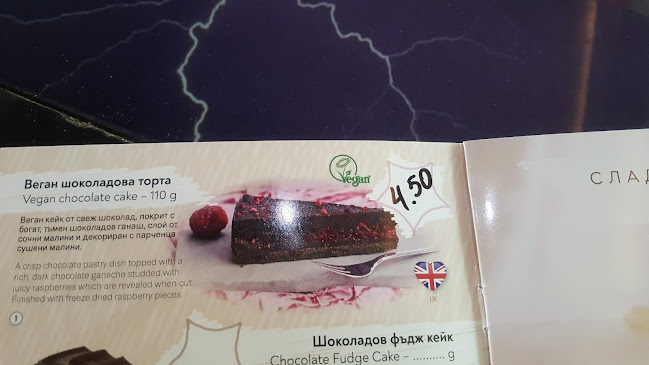 Веган шоколадова торта
Vegan chocolate cake – 110 g
Vegan
4.50
Веган кейк от свеж шоколад, покрит с
богат, тъмен шоколадов ганаш, слой от
сочни малини и декориран с парченца
сушени малини.
A crisp chocolate pastry dish topped with a
rich, dark chocolate ganache studded with
juicy raspberries which are revealed when cut.
Finished with freeze dried raspberry pieces.
UK
1
Шоколадов фъдж кейк
Chocolate Fudge Cake – .......... g
СЛАД